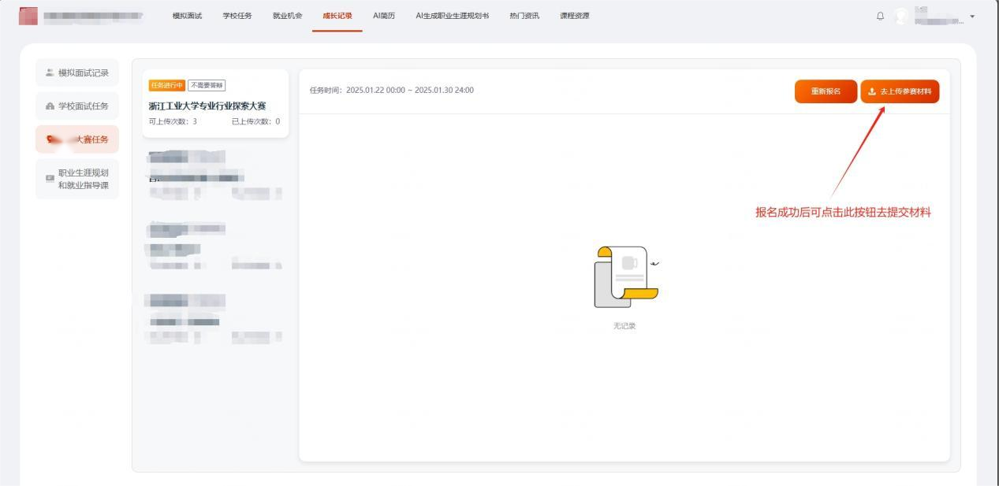 模拟面试
学校任务
就业机会
成长记录
AI简历
AI生成职业生涯规划书
热门资讯
课程资源
模拟面试记录
学校面试任务
大赛任务
职业生涯规划
和就业指导课
任务进行中
不需要答辩
浙江工业大学专业行业探索大赛
可上传次数：3
已上传次数：0
任务时间：2025.01.22 00:00 ~ 2025.01.30 24:00
重新报名
去上传参赛材料
报名成功后可点击此按钮去提交材料
无记录